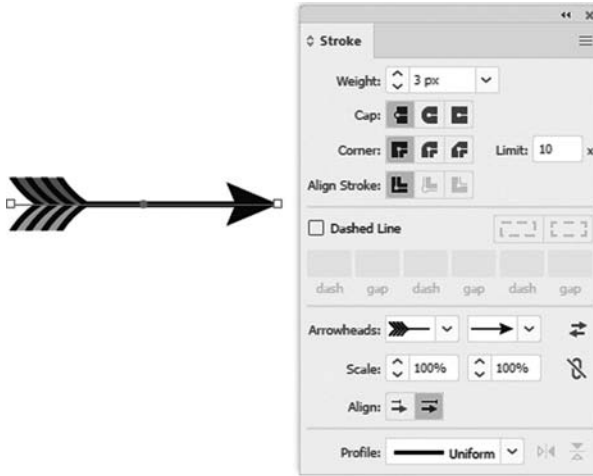 Stroke
Weight: 3 px
Cap:
Corner: Limit: 10 x
Align Stroke:
Dashed Line
dash gap dash gap dash gap
Arrowheads:
Scale: 100% 100%
Align:
Profile: Uniform